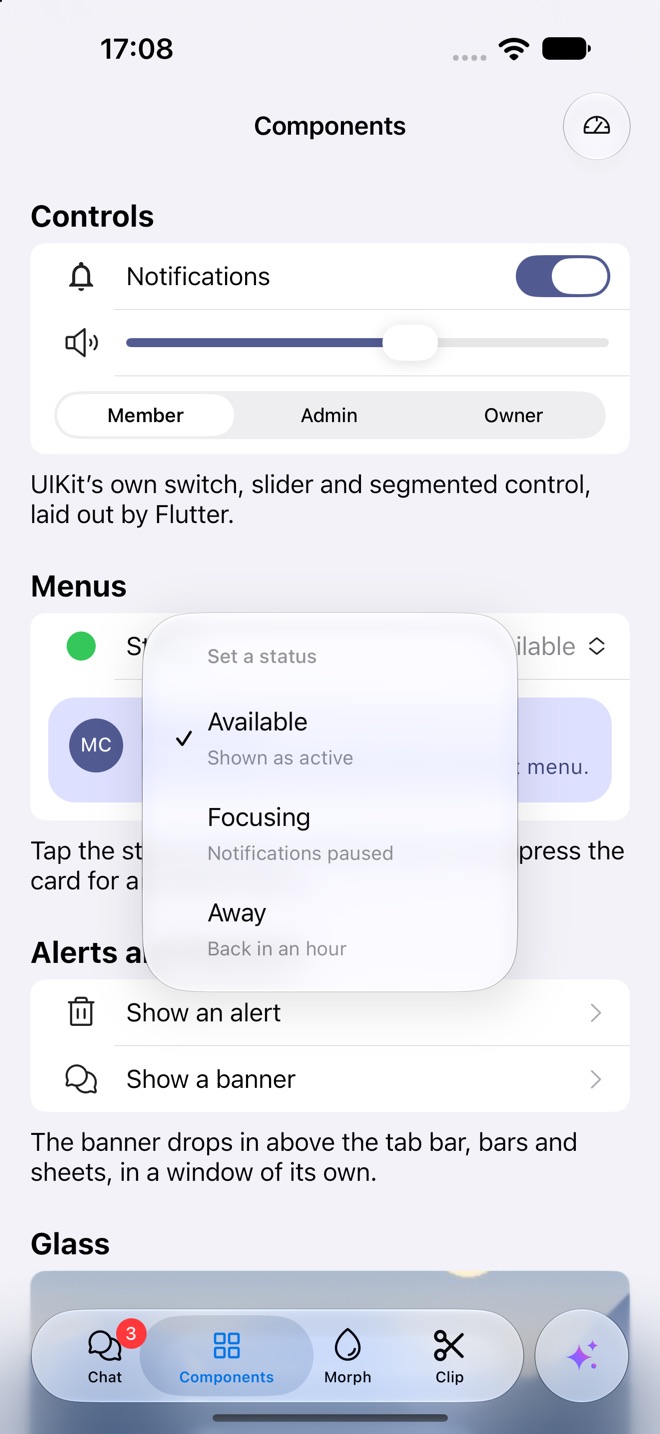 17:08
Components
Controls
Notifications
Member Admin Owner
UIKit’s own switch, slider and segmented control,
laid out by Flutter.
Menus
Set a status
Available
Shown as active
MC
menu.
Focusing
Notifications paused
Tap the
press the
card for
Away
Back in an hour
Alerts
Show an alert
Show a banner
The banner drops in above the tab bar, bars and
sheets, in a window of its own.
Glass
3
Chat Components Morph Clip